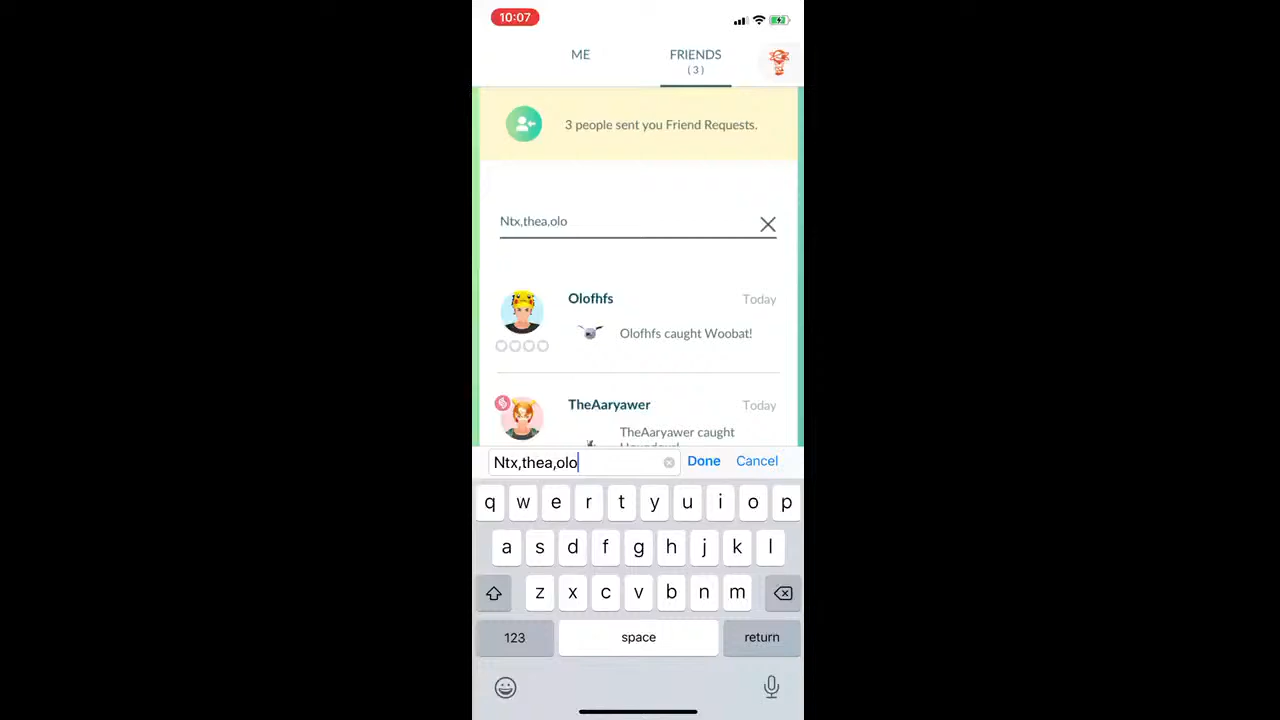 10:07
ME
FRIENDS
(3)
3 people sent you Friend Requests.
Ntx,thea,olo
Olofhfs
Today
Olofhfs caught Woobat!
TheAaryawer
Today
TheAaryawer caught
Ntx,thea,olo
Done
Cancel
q w e r t y u i o p
a s d f g h j k l
z x c v b n m
123
space
return